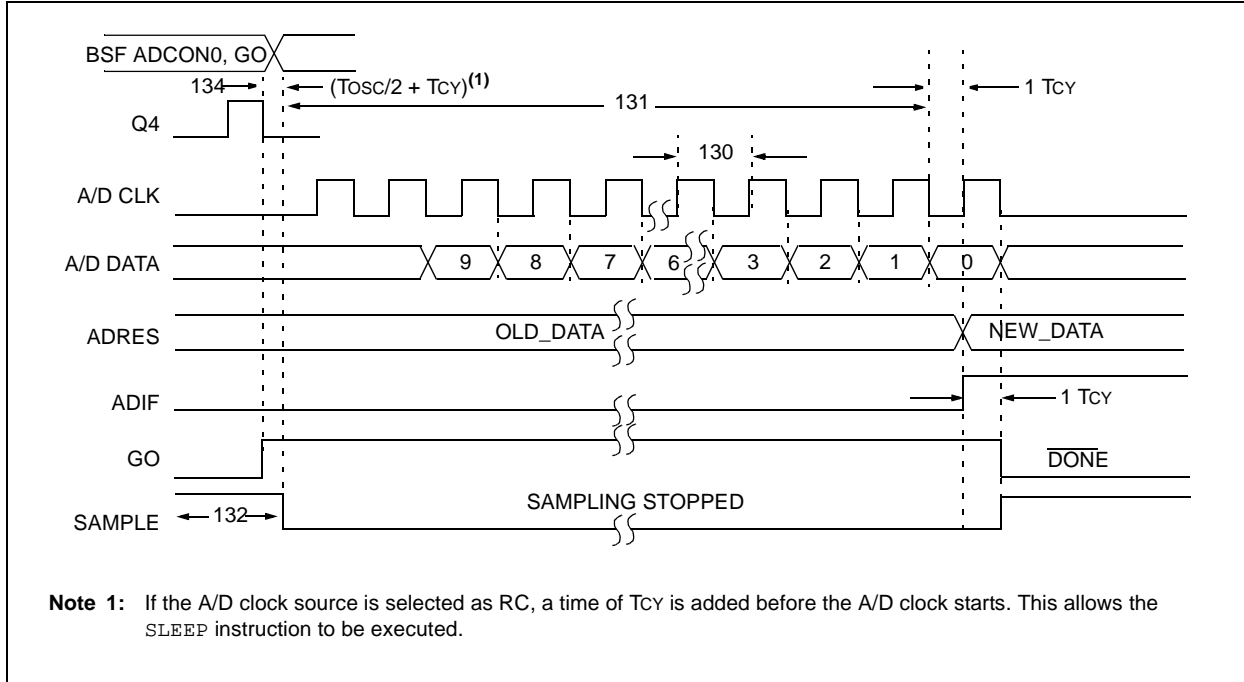 BSF ADCON0, GO
134
(TOSC/2 + TCY)(1)
131
1 TCY
Q4
130
A/D CLK
A/D DATA
9 8 7 6 3 2 1 0
ADRES
OLD_DATA
NEW_DATA
ADIF
1 TCY
GO
DONE
SAMPLE
132
SAMPLING STOPPED
Note 1: If the A/D clock source is selected as RC, a time of TCY is added before the A/D clock starts. This allows the
SLEEP instruction to be executed.